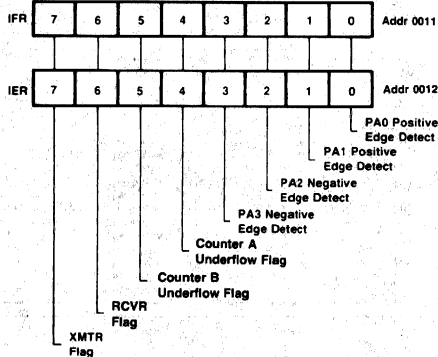 IFR 7 6 5 4 3 2 1 0 Addr 0011
IER 7 6 5 4 3 2 1 0 Addr 0012
PA0 Positive
Edge Detect
PA1 Positive
Edge Detect
PA2 Negative
Edge Detect
PA3 Negative
Edge Detect
Counter A
Underflow Flag
Counter B
Underflow Flag
RCVR
Flag
XMTR
Flag